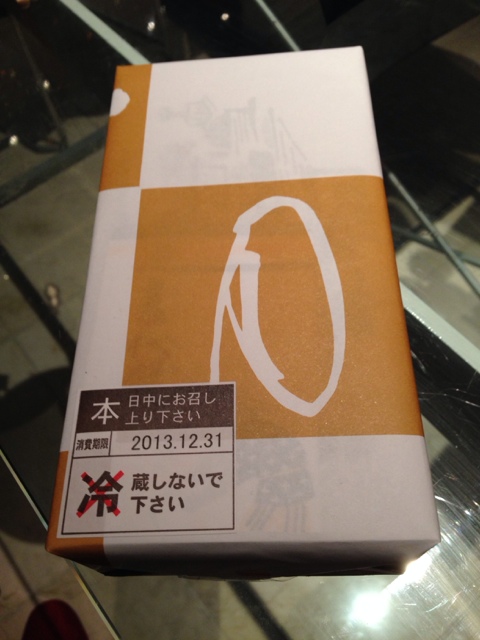 本 日中にお召し
上り下さい
消費期限 2013.12.31
冷 蔵しないで
下さい